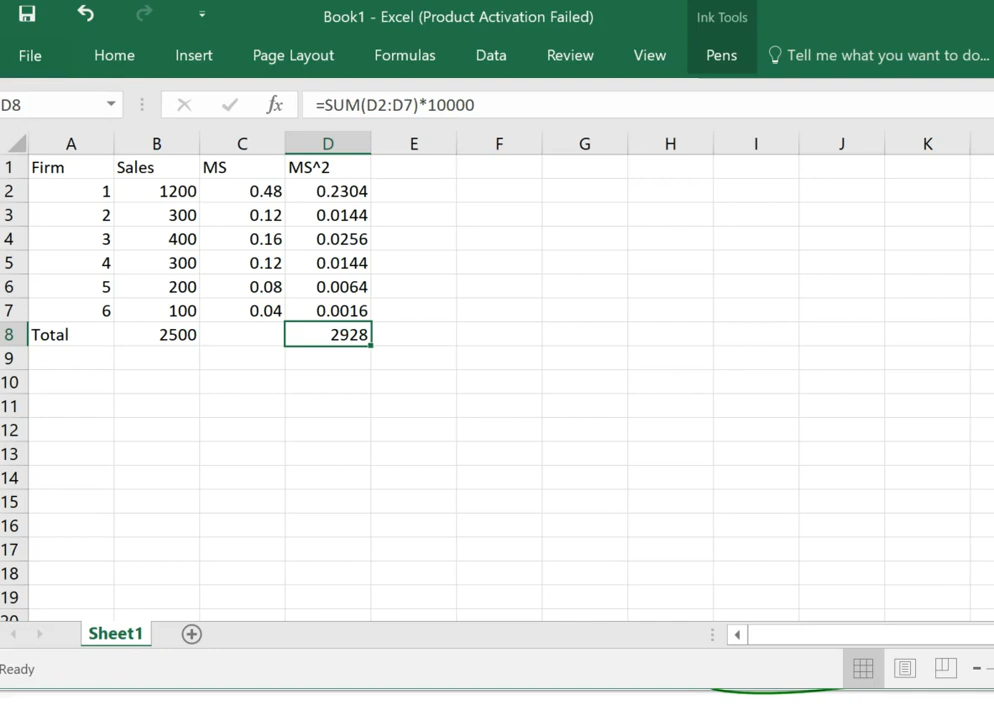 Book1 - Excel (Product Activation Failed)
Ink Tools
File Home Insert Page Layout Formulas Data Review View Pens Tell me what you want to do...
D8 fx =SUM(D2:D7)*10000
A B C D E F G H I J K
1 Firm Sales MS MS^2
2 1 1200 0.48 0.2304
3 2 300 0.12 0.0144
4 3 400 0.16 0.0256
5 4 300 0.12 0.0144
6 5 200 0.08 0.0064
7 6 100 0.04 0.0016
8 Total 2500 2928
9
10
11
12
13
14
15
16
17
18
19
20
Sheet1
Ready